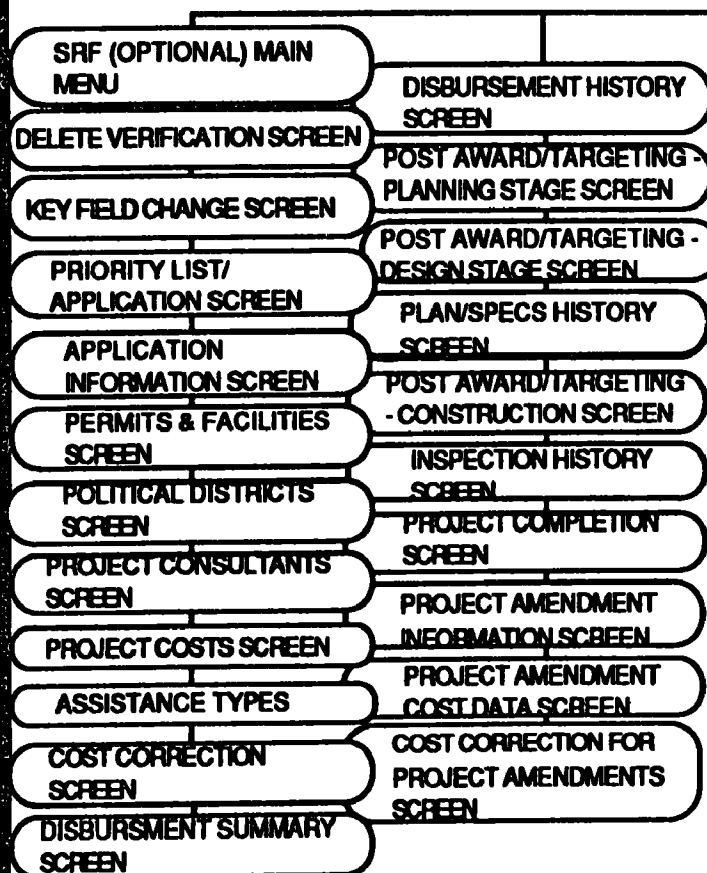 SRF (OPTIONAL) MAIN
MENU
DELETE VERIFICATION SCREEN
KEY FIELD CHANGE SCREEN
PRIORITY LIST/
APPLICATION SCREEN
APPLICATION
INFORMATION SCREEN
PERMITS & FACILITIES
SCREEN
POLITICAL DISTRICTS
SCREEN
PROJECT CONSULTANTS
SCREEN
PROJECT COSTS SCREEN
ASSISTANCE TYPES
COST CORRECTION
SCREEN
DISBURSMENT SUMMARY
SCREEN
DISBURSEMENT HISTORY
SCREEN
POST AWARD/TARGETING -
PLANNING STAGE SCREEN
POST AWARD/TARGETING -
DESIGN STAGE SCREEN
PLAN/SPECS HISTORY
SCREEN
POST AWARD/TARGETING
- CONSTRUCTION SCREEN
INSPECTION HISTORY
SCREEN
PROJECT COMPLETION
SCREEN
PROJECT AMENDMENT
INFORMATION SCREEN
PROJECT AMENDMENT
COST DATA SCREEN
COST CORRECTION FOR
PROJECT AMENDMENTS
SCREEN